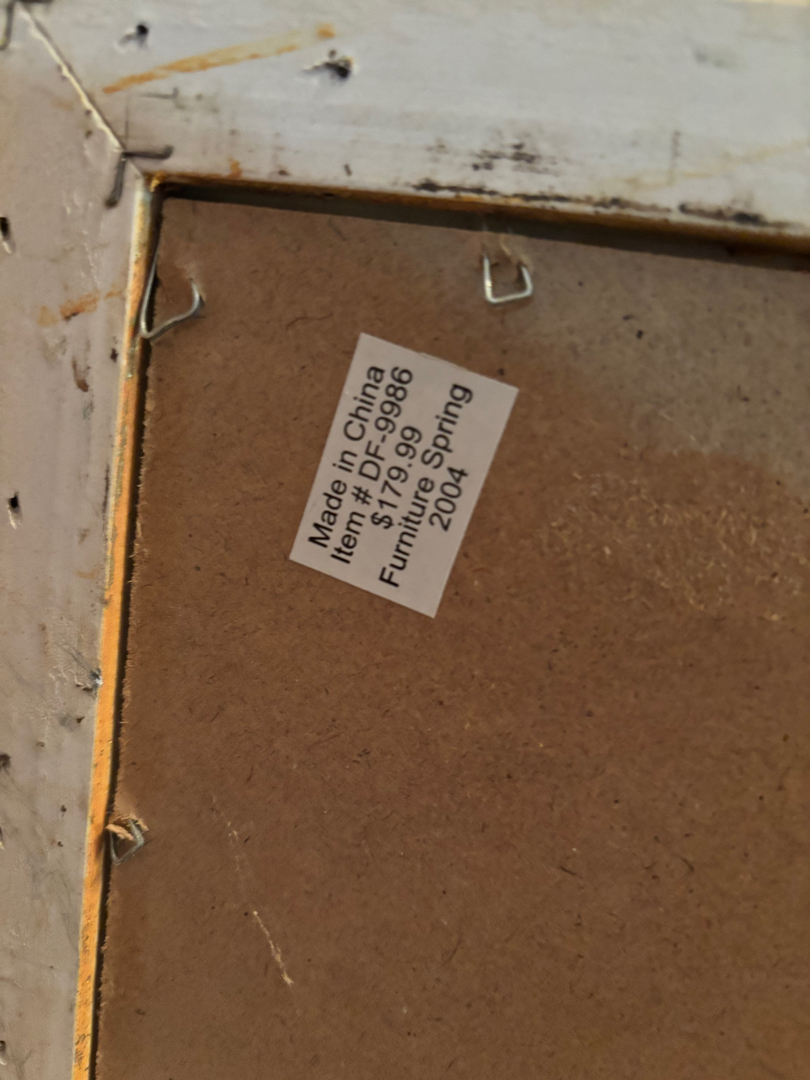 Made in China
Item # DF-9986
$179.99
Furniture Spring
2004